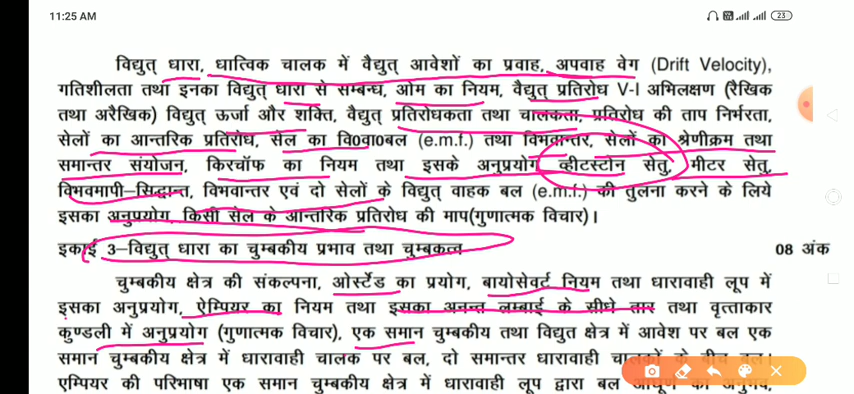 11:25 AM 23
विद्युत् धारा, धात्विक चालक में वैद्युत् आवेशों का प्रवाह, अपवाह वेग (Drift Velocity),
गतिशीलता तथा इनका विद्युत् धारा से सम्बन्ध, ओम का नियम, वैद्युत् प्रतिरोध V-I अभिलक्षण (रैखिक
तथा अरैखिक) विद्युत् ऊर्जा और शक्ति, वैद्युत् प्रतिरोधकता तथा चालकता, प्रतिरोध की ताप निर्भरता,
सेलों का आन्तरिक प्रतिरोध, सेल का वि0वा0बल (e.m.f.) तथा विभवान्तर, सेलों का श्रेणीक्रम तथा
समान्तर संयोजन, किरचॉफ का नियम तथा इसके अनुप्रयोग व्हीटस्टोन सेतु, मीटर सेतु,
विभवमापी-सिद्धान्त, विभवान्तर एवं दो सेलों के विद्युत् वाहक बल (e.m.f.) की तुलना करने के लिये
इसका अनुप्रयोग, किसी सेल के आन्तरिक प्रतिरोध की माप(गुणात्मक विचार)।
इकाई 3–विद्युत् धारा का चुम्बकीय प्रभाव तथा चुम्बकत्व 08 अंक
चुम्बकीय क्षेत्र की संकल्पना, ओर्स्टेड का प्रयोग, बायोसेवर्ट नियम तथा धारावाही लूप में
इसका अनुप्रयोग, ऐम्पियर का नियम तथा इसका अनन्त लम्बाई के सीधे तार तथा वृत्ताकार
कुण्डली में अनुप्रयोग (गुणात्मक विचार), एक समान चुम्बकीय तथा विद्युत क्षेत्र में आवेश पर बल एक
समान चुम्बकीय क्षेत्र में धारावाही चालक पर बल, दो समान्तर धारावाही चालकों के बीच बल।
एम्पियर की परिभाषा एक समान चुम्बकीय क्षेत्र में धारावाही लूप द्वारा बल आघूर्ण का अनुभव,